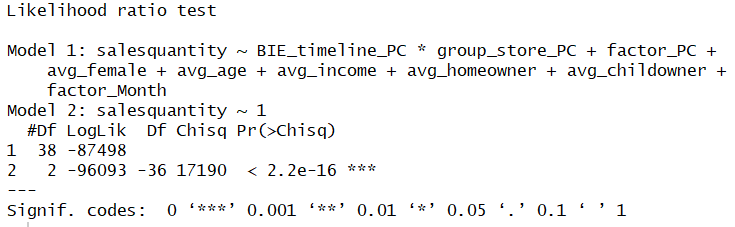 Likelihood ratio test
Model 1: salesquantity ~ BIE_timeline_PC * group_store_PC + factor_PC +
    avg_female + avg_age + avg_income + avg_homeowner + avg_childowner +
    factor_Month
Model 2: salesquantity ~ 1
  #Df LogLik  Df Chisq Pr(>Chisq)
1  38 -87498
2   2 -96093 -36 17190  < 2.2e-16 ***
---
Signif. codes:  0 ‘***’ 0.001 ‘**’ 0.01 ‘*’ 0.05 ‘.’ 0.1 ‘ ’ 1